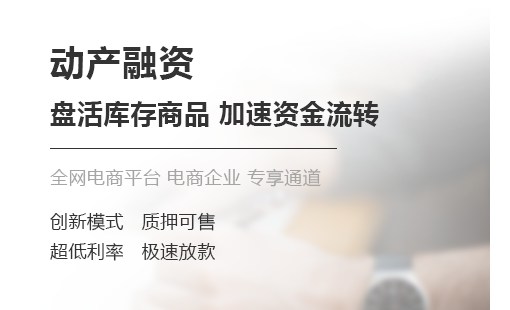 动产融资
盘活库存商品 加速资金流转
全网电商平台 电商企业 专享通道
创新模式 质押可售
超低利率 极速放款